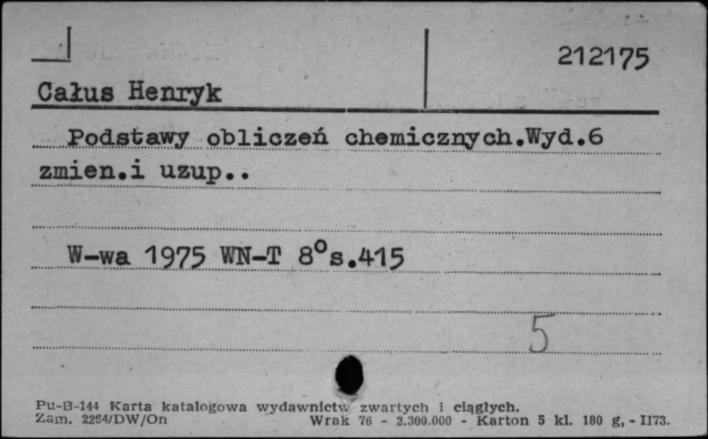 212175
Całus Henryk
Podstawy obliczeń chemicznych.Wyd.6
zmien.i uzup..
W-wa 1975 WN-T 8°s.415
5
Pu-B-144 Karta katalogowa wydawnictw zwartych i ciągłych.
Zam. 2254/DW/On Wrak 76 - 2.300.000 - Karton 5 kl. 180 g, - II73.